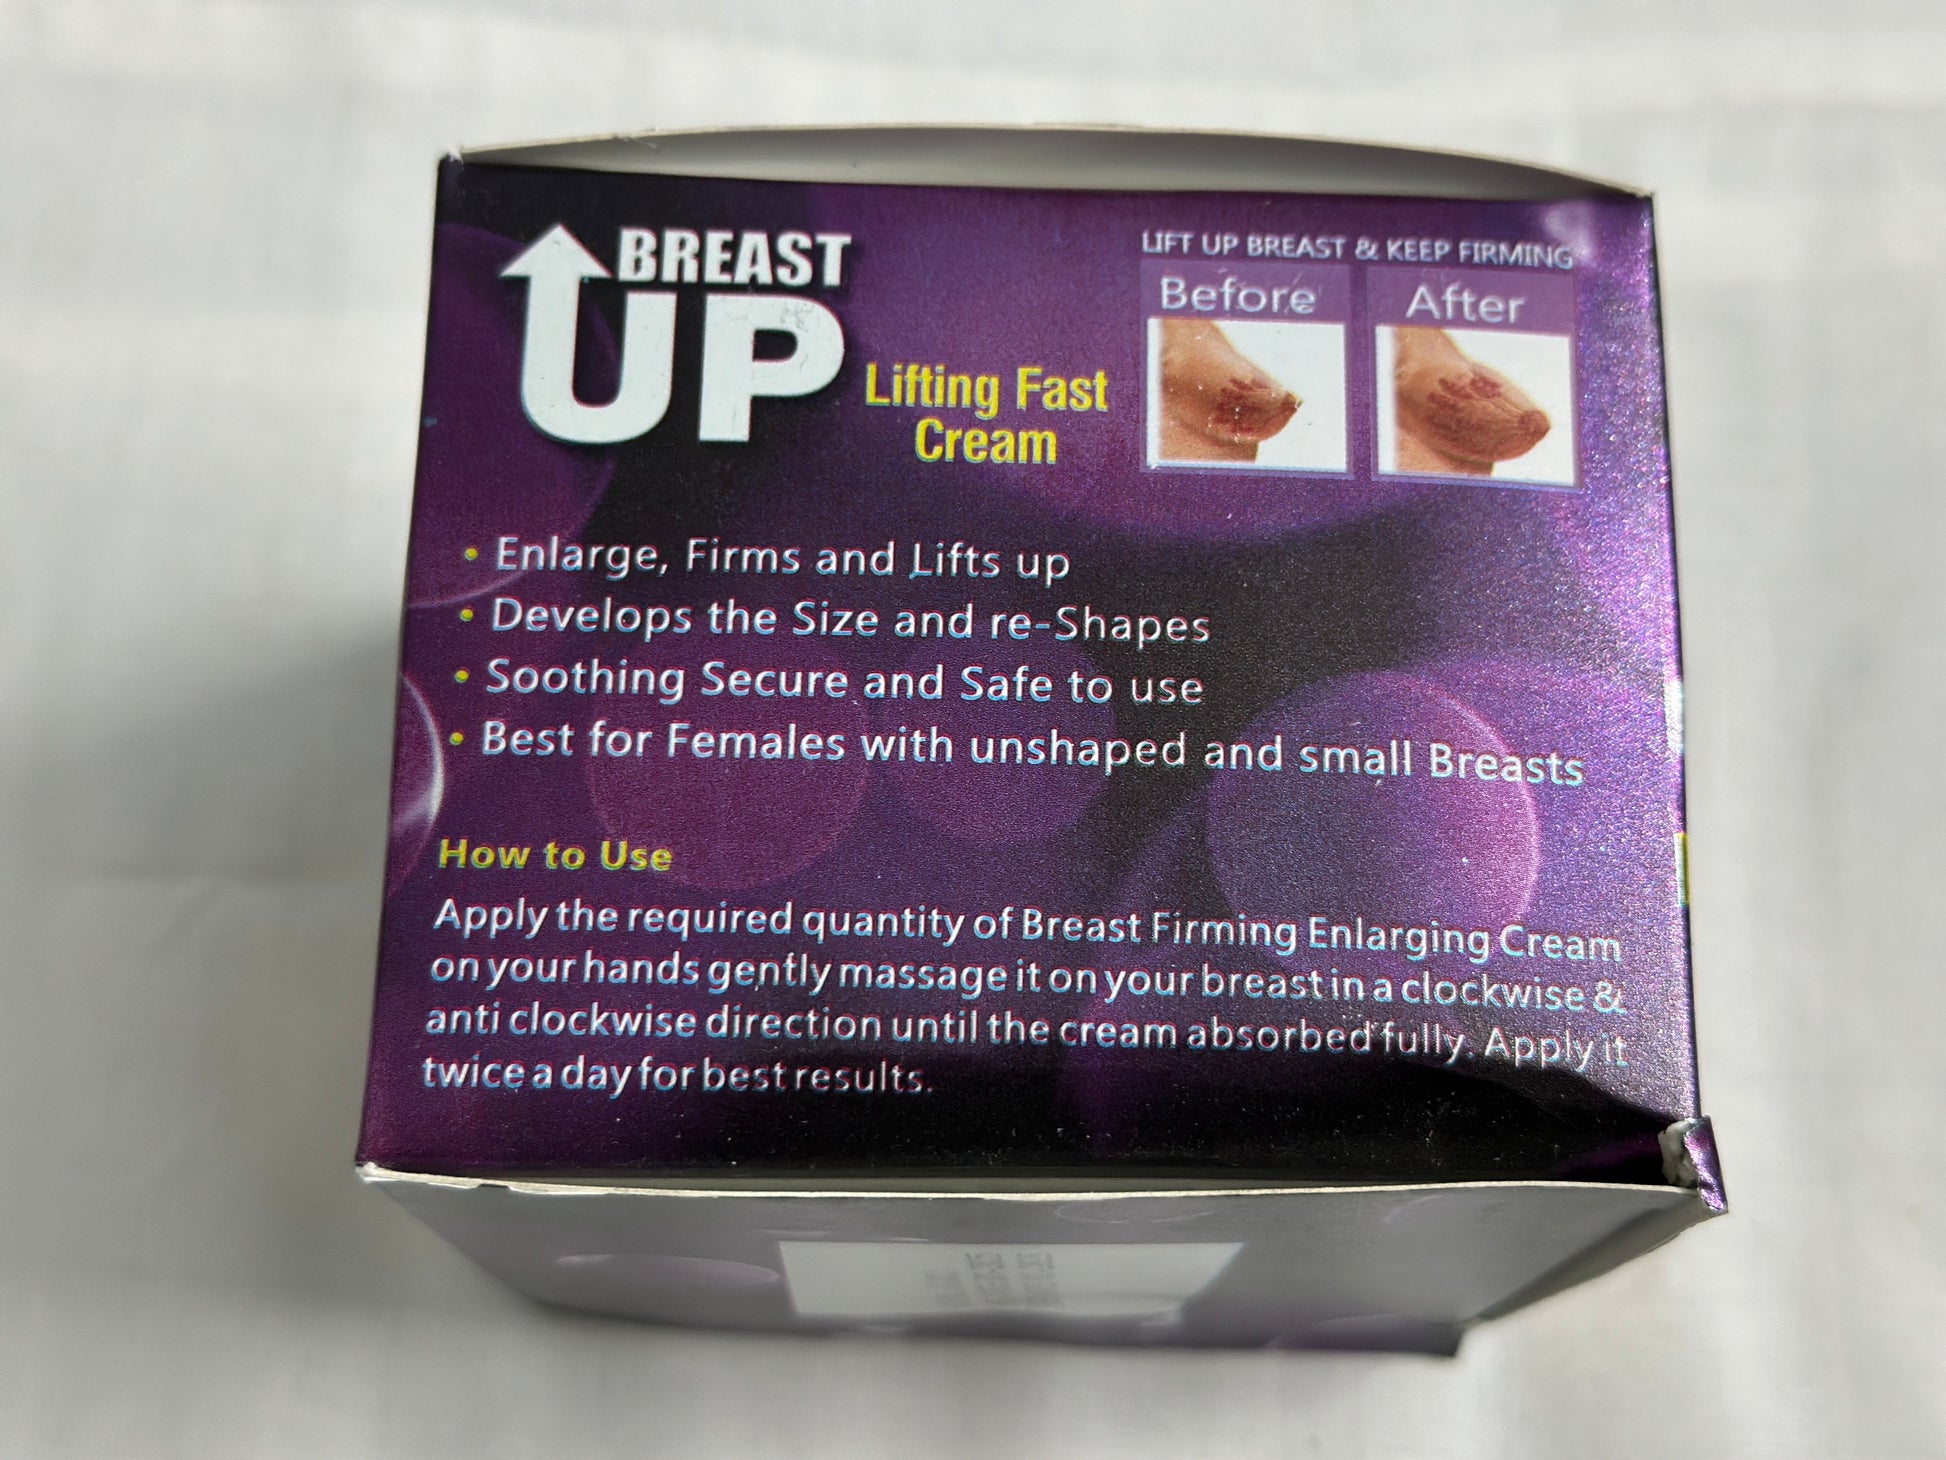 BREAST
UP
Lifting Fast
Cream
LIFT UP BREAST & KEEP FIRMING
Before
After
• Enlarge, Firms and Lifts up
• Develops the Size and re-Shapes
• Soothing Secure and Safe to use
• Best for Females with unshaped and small Breasts
How to Use
Apply the required quantity of Breast Firming Enlarging Cream
on your hands gently massage it on your breast in a clockwise &
anti clockwise direction until the cream absorbed fully. Apply it
twice a day for best results.